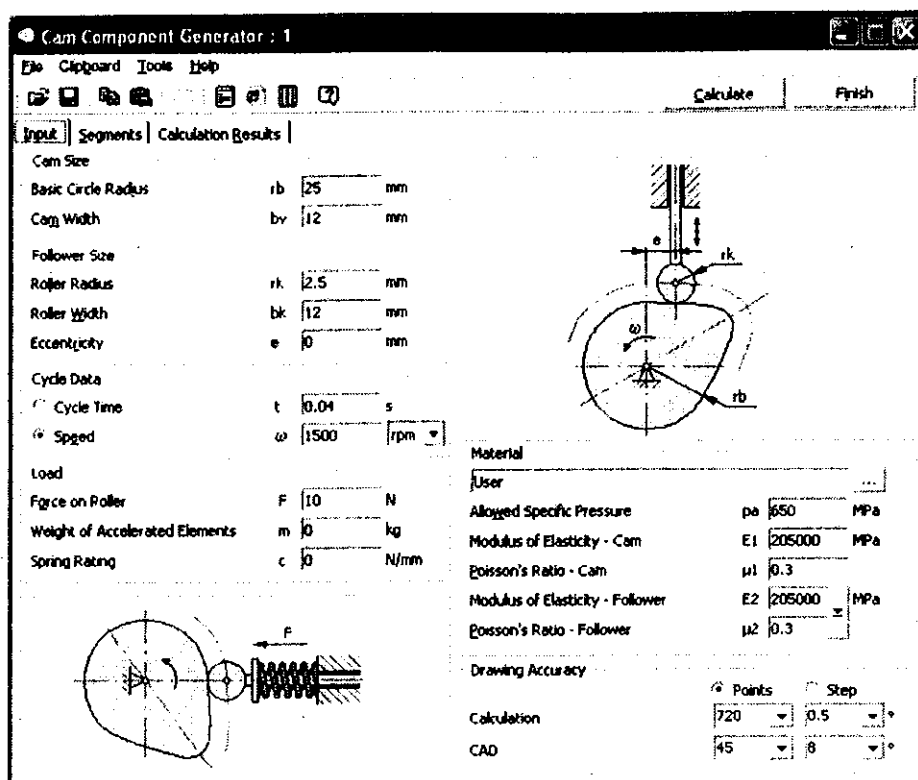 Cam Component Generator : 1
File Clipboard Tools Help
Calculate Finish
Input Segments Calculation Results
Cam Size
Basic Circle Radius rb 25 mm
Cam Width bv 12 mm
Follower Size
Roller Radius rk 2.5 mm
Roller Width bk 12 mm
Eccentricity e 0 mm
Cycle Data
Cycle Time t 0.04 s
Speed ω 1500 rpm
Load
Force on Roller F 10 N
Weight of Accelerated Elements m 0 kg
Spring Rating c 0 N/mm
F
e
rk
ω
rb
Material
User ...
Allowed Specific Pressure pa 650 MPa
Modulus of Elasticity - Cam E1 205000 MPa
Poisson's Ratio - Cam μ1 0.3
Modulus of Elasticity - Follower E2 205000 MPa
Poisson's Ratio - Follower μ2 0.3
Drawing Accuracy
Points Step
Calculation 720 0.5 °
CAD 45 8 °